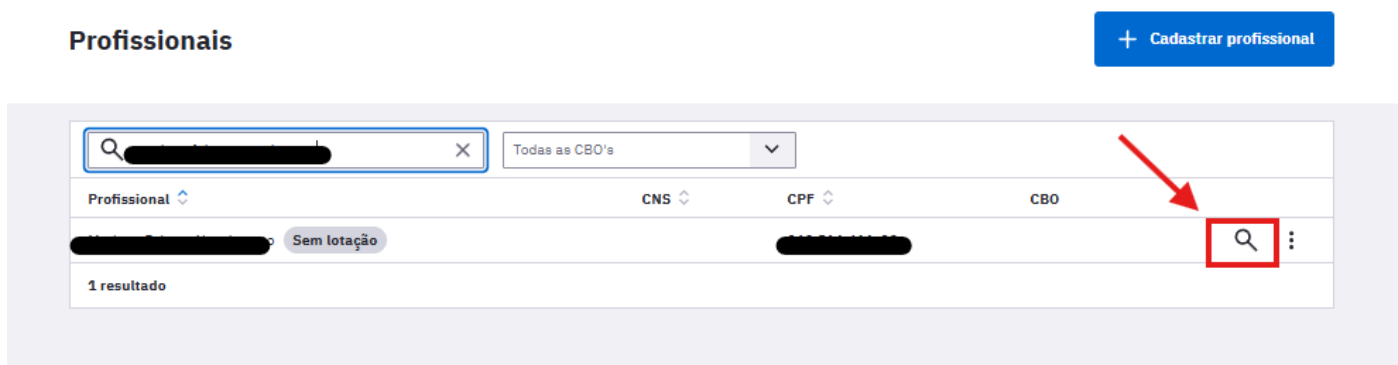 Profissionais
+ Cadastrar profissional
Todas as CBO's
Profissional CNS CPF CBO
Sem lotação
1 resultado